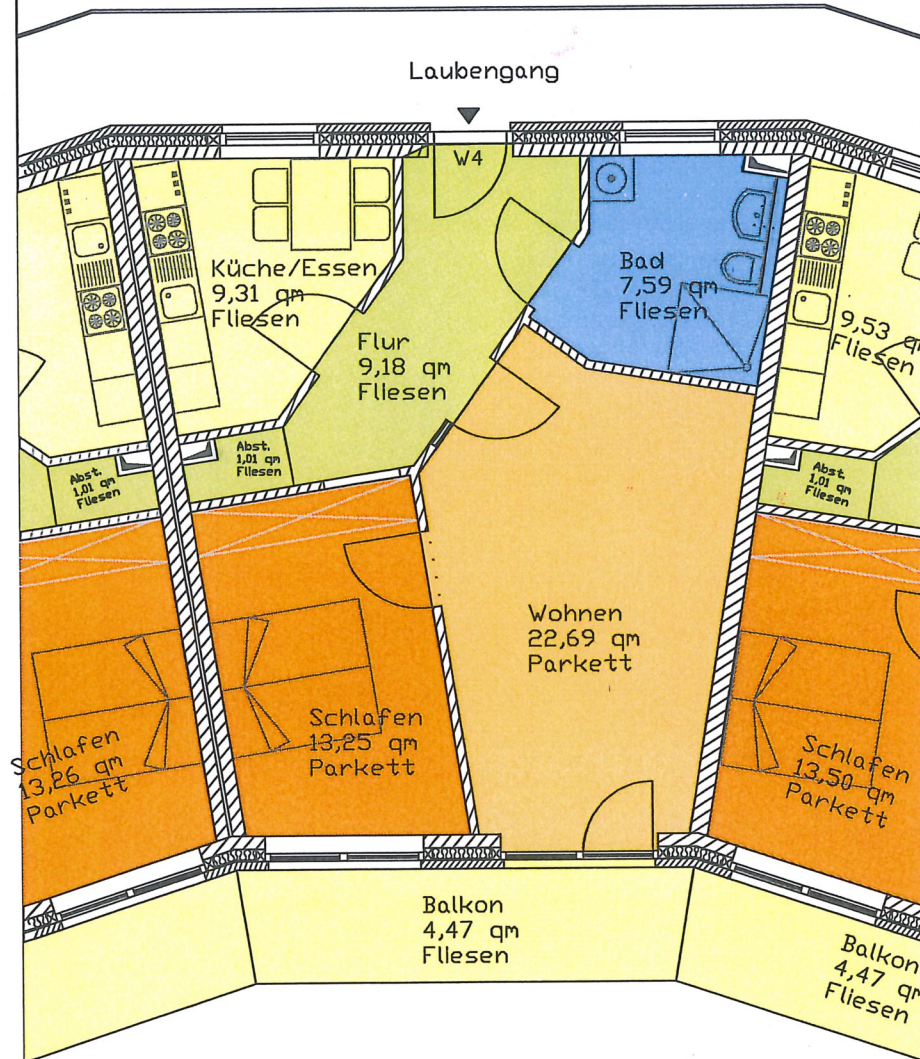 Laubengang
W4
Küche/Essen
9,31 qm
Fliesen
Flur
9,18 qm
Fliesen
Bad
7,59 qm
Fliesen
9,53 qm
Fliesen
Abst.
1,01 qm
Fliesen
Abst.
1,01 qm
Fliesen
Abst.
1,01 qm
Fliesen
Wohnen
22,69 qm
Parkett
Schlafen
13,26 qm
Parkett
Schlafen
13,25 qm
Parkett
Schlafen
13,50 qm
Parkett
Balkon
4,47 qm
Fliesen
Balkon
4,47 qm
Fliesen